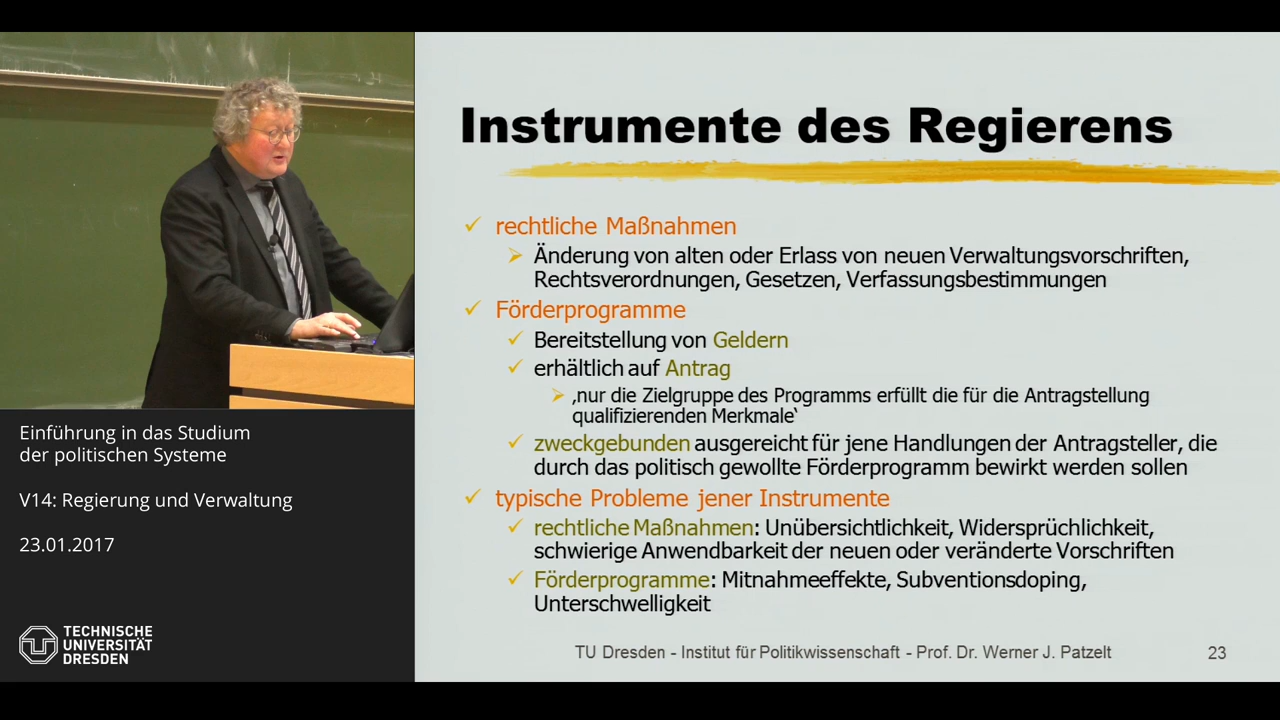 Instrumente des Regierens
rechtliche Maßnahmen
Änderung von alten oder Erlass von neuen Verwaltungsvorschriften,
Rechtsverordnungen, Gesetzen, Verfassungsbestimmungen
Förderprogramme
Bereitstellung von Geldern
erhältlich auf Antrag
‚nur die Zielgruppe des Programms erfüllt die für die Antragstellung
qualifizierenden Merkmale‘
zweckgebunden ausgereicht für jene Handlungen der Antragsteller, die
durch das politisch gewollte Förderprogramm bewirkt werden sollen
typische Probleme jener Instrumente
rechtliche Maßnahmen: Unübersichtlichkeit, Widersprüchlichkeit,
schwierige Anwendbarkeit der neuen oder veränderte Vorschriften
Förderprogramme: Mitnahmeeffekte, Subventionsdoping,
Unterschwelligkeit
TU Dresden - Institut für Politikwissenschaft - Prof. Dr. Werner J. Patzelt
23
Einführung in das Studium
der politischen Systeme
V14: Regierung und Verwaltung
23.01.2017
TECHNISCHE
UNIVERSITÄT
DRESDEN